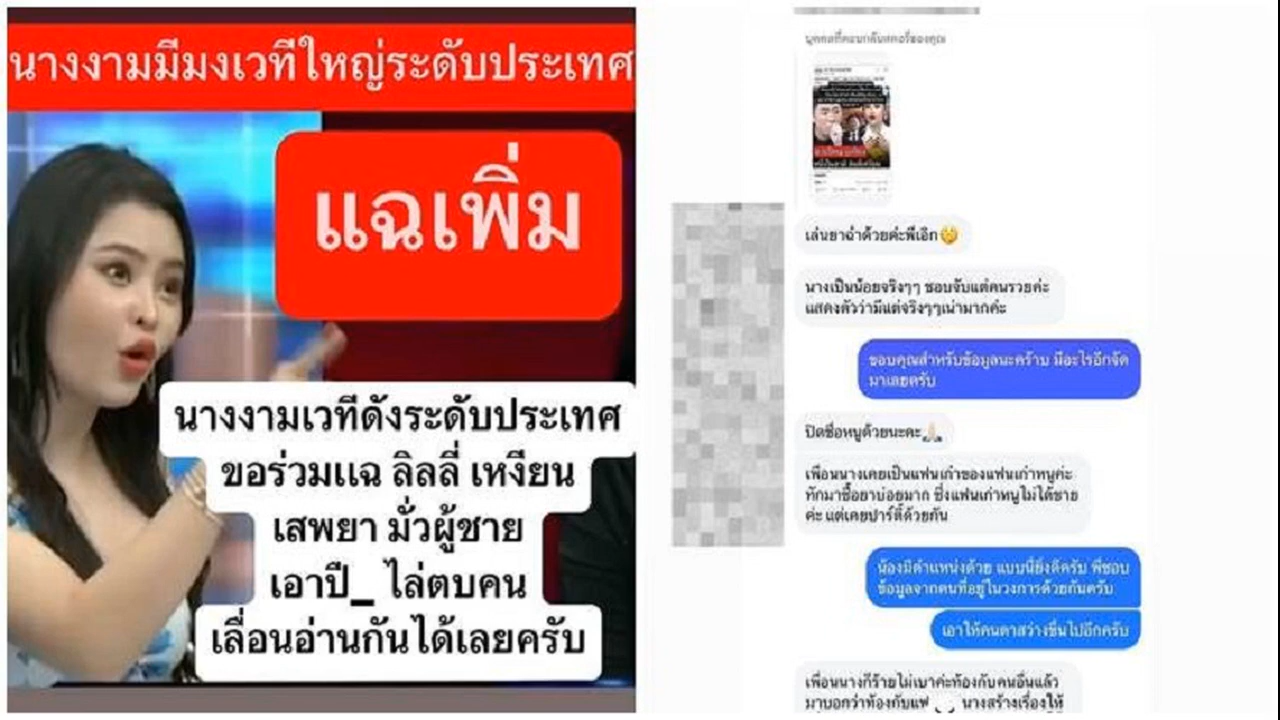 นางงามมีมงเวทีใหญ่ระดับประเทศ
แฉเพิ่ม
นางงามเวทีดังระดับประเทศ
ขอร่วมแฉ ลิลลี่ เหงียน
เสพยา มั่วผู้ชาย
เอาปี_ ไล่ตบคน
เลื่อนอ่านกันได้เลยครับ
เล่นยาฉ่ำด้วยค่ะพี่เอิก
นางเป็นน้อยจริงๆๆ ชอบจับแต่คนรวยค่ะ
แสดงตัวว่ามีแต่จริงๆๆเน่ามากค่ะ
ขอบคุณสำหรับข้อมูลนะคร้าบ มีอะไรอีกจัด
มาเลยครับ
ปิดชื่อหนูด้วยนะคะ
เพื่อนนางเคยเป็นแฟนเก่าของแฟนเก่าหนูค่ะ
ทักมาซื้อยาบ่อยมาก ซึ่งแฟนเก่าหนูไม่ได้ขาย
ค่ะ แต่เคยปาร์ตี้ด้วยกัน
น้องมีตำแหน่งด้วย แบบนี้ยิ่งดีครับ พี่ชอบ
ข้อมูลจากคนที่อยู่ในวงการด้วยกันครับ
เอาให้คนตาสว่างขึ้นไปอีกครับ
เพื่อนนางก็ร้ายไม่เบาค่ะท้องกับคนอื่นแล้ว
มาบอกว่าท้องกับแฟ นางสร้างเรื่องให้